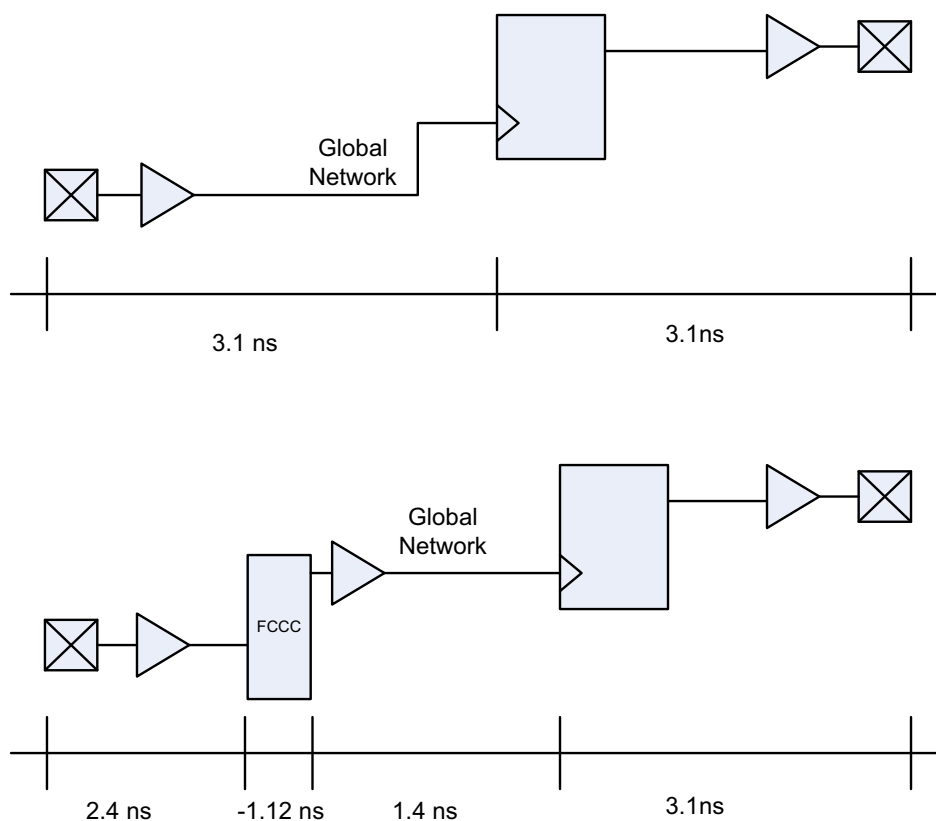 Global
Network
3.1 ns
3.1ns
Global
Network
FCCC
2.4 ns
-1.12 ns
1.4 ns
3.1ns